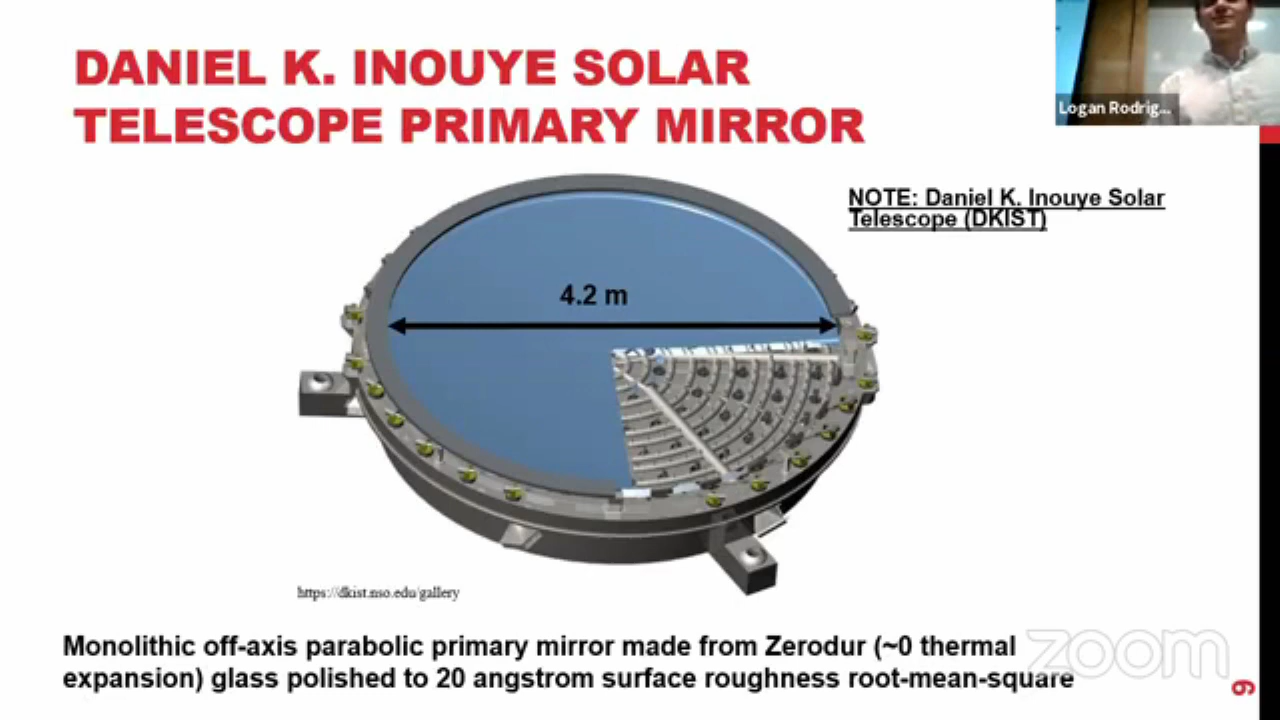 DANIEL K. INOUYE SOLAR
TELESCOPE PRIMARY MIRROR
Logan Rodrig...
NOTE: Daniel K. Inouye Solar
Telescope (DKIST)
4.2 m
https://dkist.nso.edu/gallery
Monolithic off-axis parabolic primary mirror made from Zerodur (~0 thermal
expansion) glass polished to 20 angstrom surface roughness root-mean-square
zoom
9